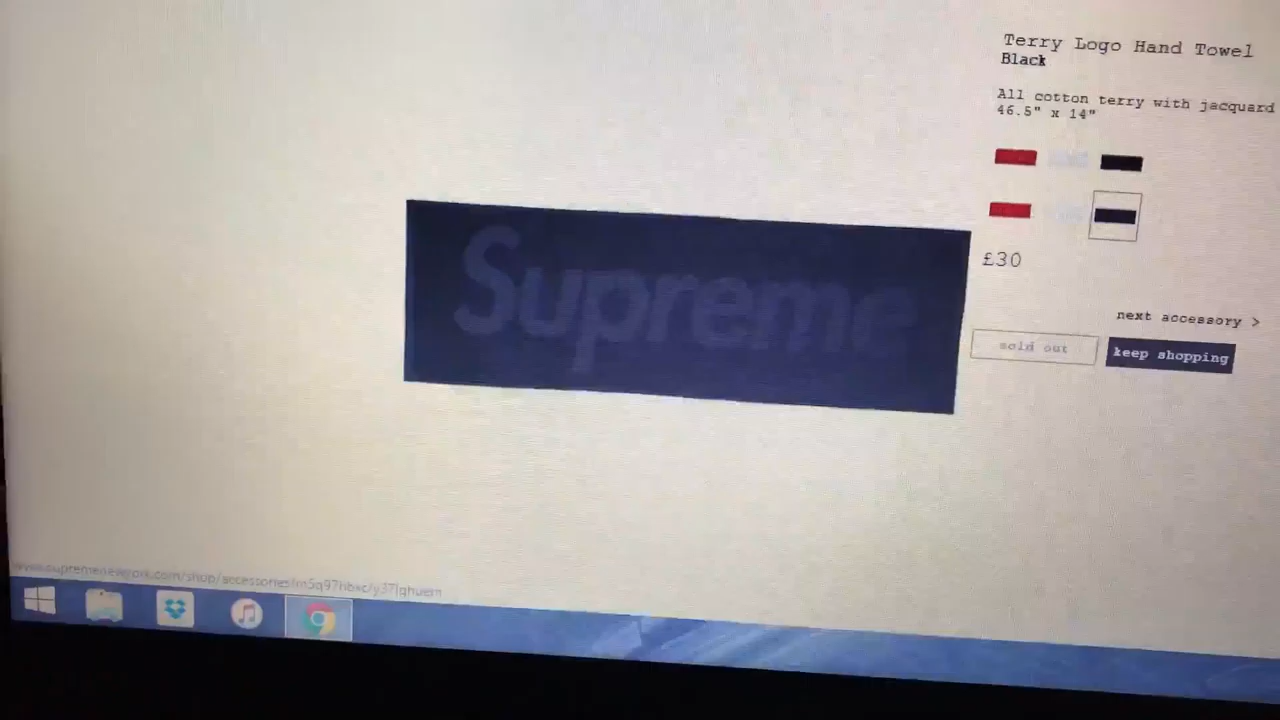 Terry Logo Hand Towel
Black
All cotton terry with jacquard
46.5" x 14"
Supreme
£30
next accessory >
sold out
keep shopping